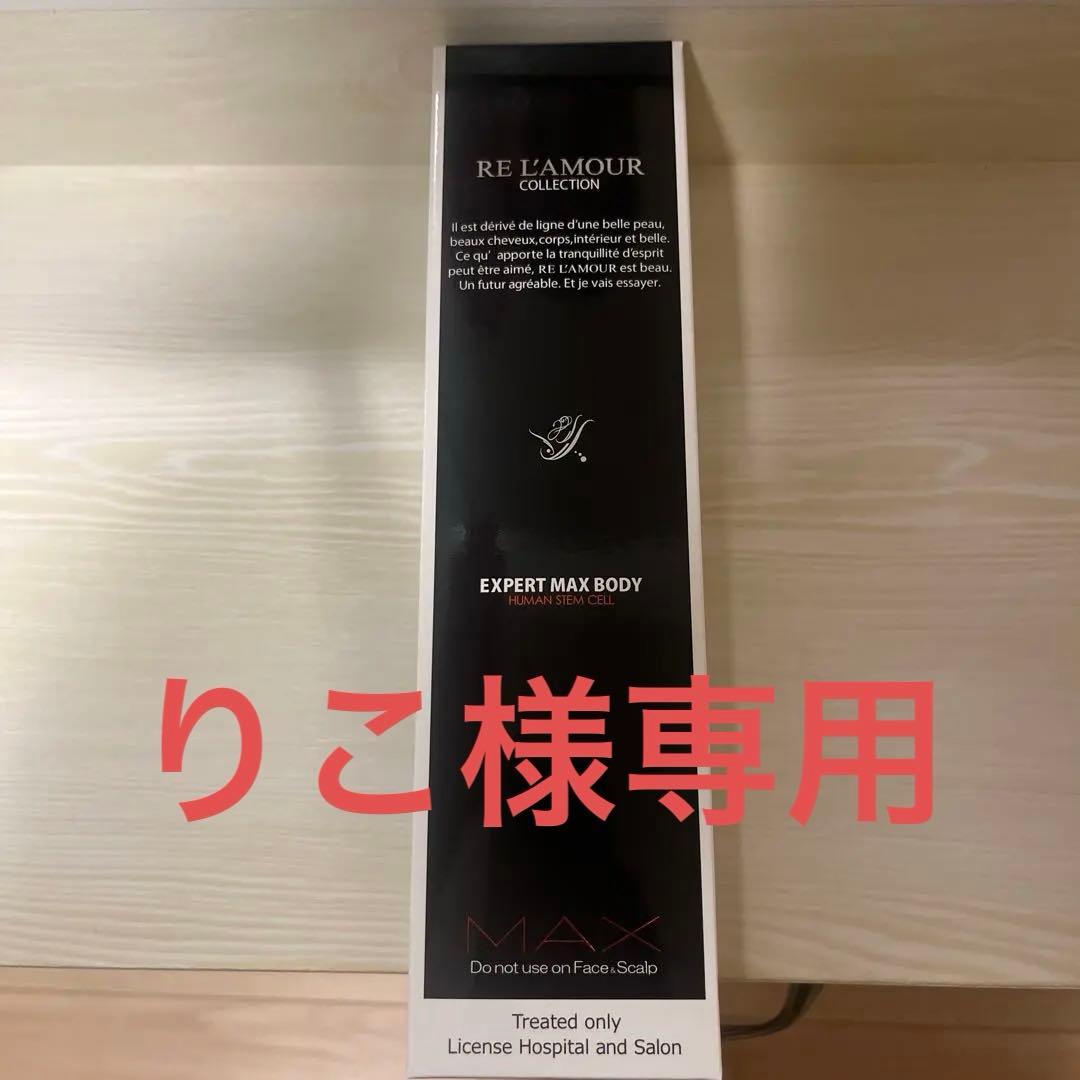 RE L'AMOUR
COLLECTION
Il est dérivé de ligne d'une belle peau,
beaux cheveux,corps,intérieur et belle.
Ce qu' apporte la tranquillité d'esprit
peut être aimé, RE L'AMOUR est beau.
Un futur agréable. Et je vais essayer.
EXPERT MAX BODY
HUMAN STEM CELL
りこ様専用
MAX
Do not use on Face & Scalp
Treated only
License Hospital and Salon